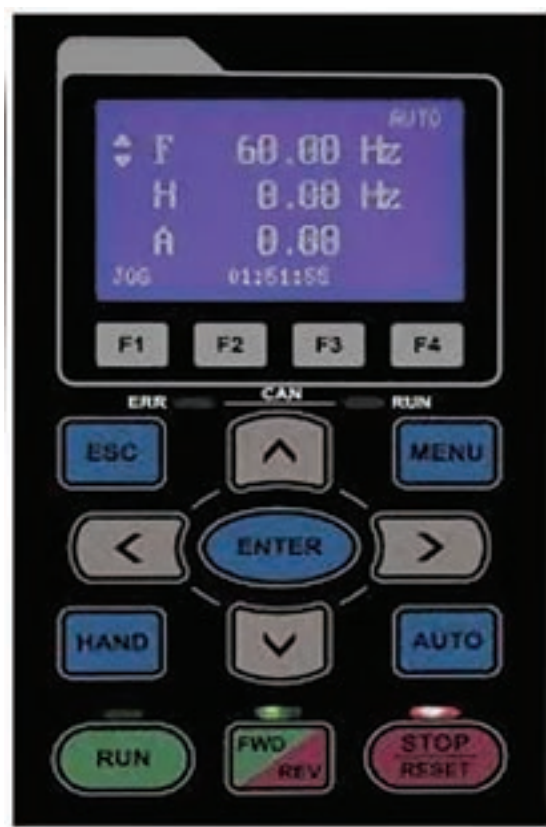 AUTO
F 60.00 Hz
H 0.00 Hz
A 0.00
JOG 01:51:58
F1 F2 F3 F4
ERR CAN RUN
ESC MENU
ENTER
HAND AUTO
RUN FWD REV STOP RESET